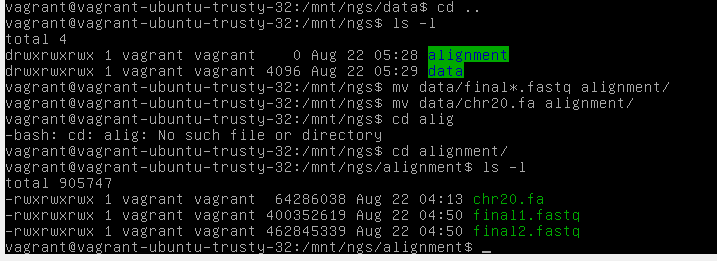 vagrant@vagrant-ubuntu-trusty-32:/mnt/ngs/data$ cd ..
vagrant@vagrant-ubuntu-trusty-32:/mnt/ngs$ ls -l
total 4
drwxrwxrwx 1 vagrant vagrant    0 Aug 22 05:28 alignment
drwxrwxrwx 1 vagrant vagrant 4096 Aug 22 05:29 data
vagrant@vagrant-ubuntu-trusty-32:/mnt/ngs$ mv data/final*.fastq alignment/
vagrant@vagrant-ubuntu-trusty-32:/mnt/ngs$ mv data/chr20.fa alignment/
vagrant@vagrant-ubuntu-trusty-32:/mnt/ngs$ cd alig
-bash: cd: alig: No such file or directory
vagrant@vagrant-ubuntu-trusty-32:/mnt/ngs$ cd alignment/
vagrant@vagrant-ubuntu-trusty-32:/mnt/ngs/alignment$ ls -l
total 905747
-rwxrwxrwx 1 vagrant vagrant  64286038 Aug 22 04:13 chr20.fa
-rwxrwxrwx 1 vagrant vagrant 400352619 Aug 22 04:50 final1.fastq
-rwxrwxrwx 1 vagrant vagrant 462845339 Aug 22 04:50 final2.fastq
vagrant@vagrant-ubuntu-trusty-32:/mnt/ngs/alignment$ _